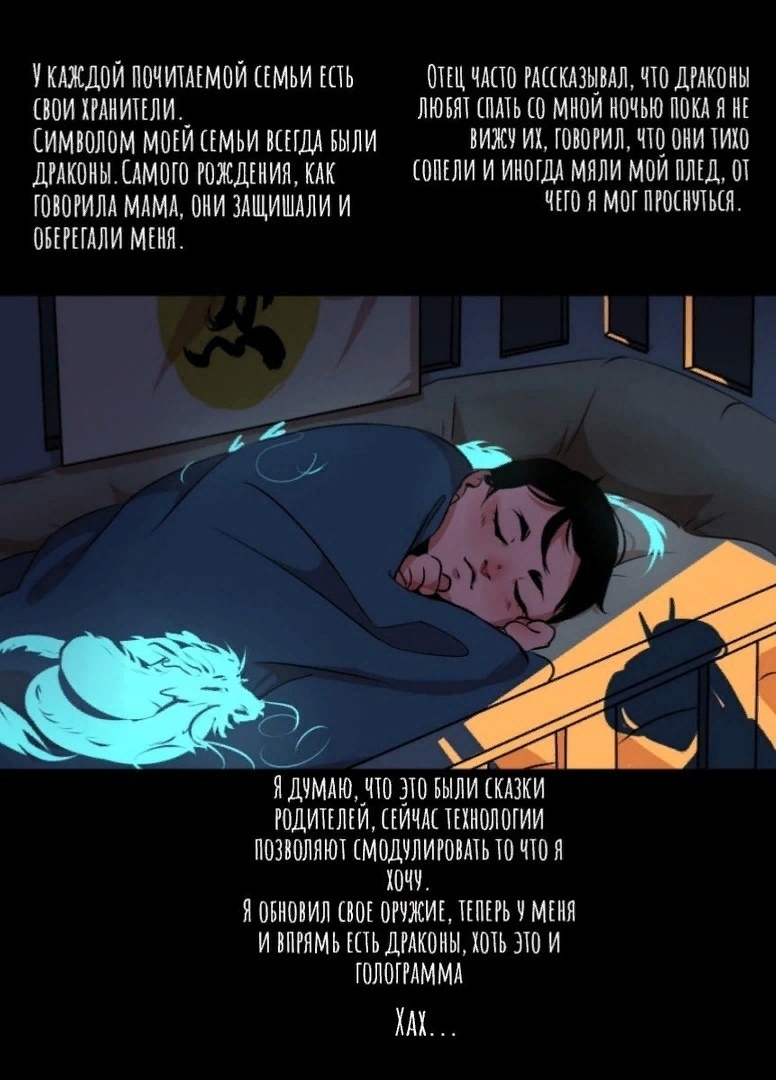 У каждой почитаемой семьи есть
свои хранители.
Символом моей семьи всегда были
драконы. Самого рождения, как
говорила мама, они защишали и
оберегали меня.
Отец часто рассказывал, что драконы
любят спать со мной ночью пока я не
вижу их, говорил, что они тихо
сопели и иногда мяли мой плед, от
чего я мог проснуться.
Я думаю, что это были сказки
родителей, сейчас технологии
позволяют смодулировать то что я
хочу.
Я обновил свое оружие, теперь у меня
и впрямь есть драконы, хоть это и
голограмма
Хах...